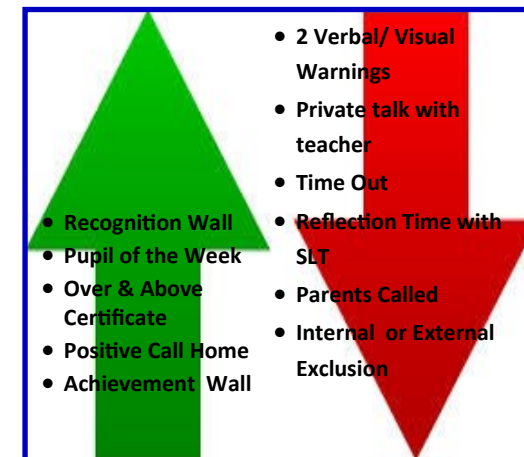 • Recognition Wall
• Pupil of the Week
• Over & Above
Certificate
• Positive Call Home
• Achievement Wall
• 2 Verbal/ Visual
Warnings
• Private talk with
teacher
• Time Out
• Reflection Time with
SLT
• Parents Called
• Internal or External
Exclusion